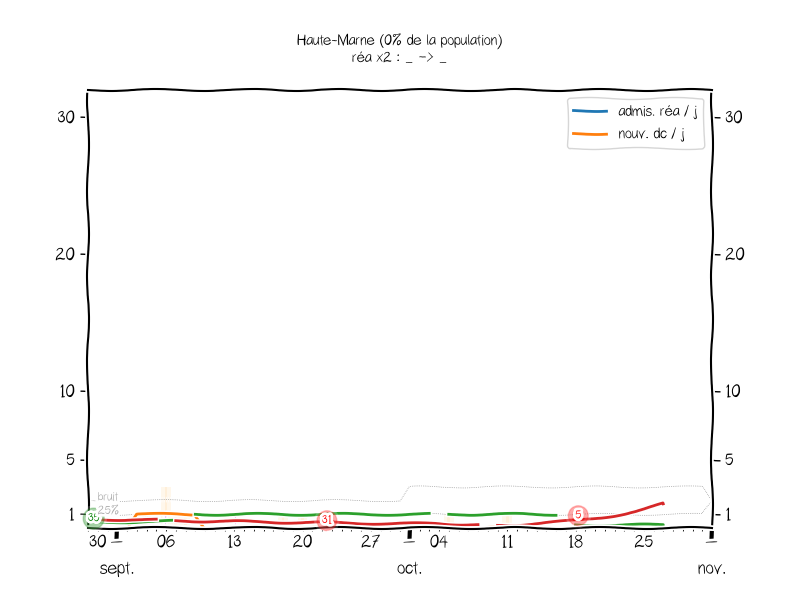 Haute-Marne (0% de la population)
réa x2 : _ -> _
admis. réa / j
nouv. dc / j
30 30
20 20
10 10
5 5
1 1
bruit
25%
35 31 5
30 06 13 20 27 04 11 18 25
sept. oct. nov.